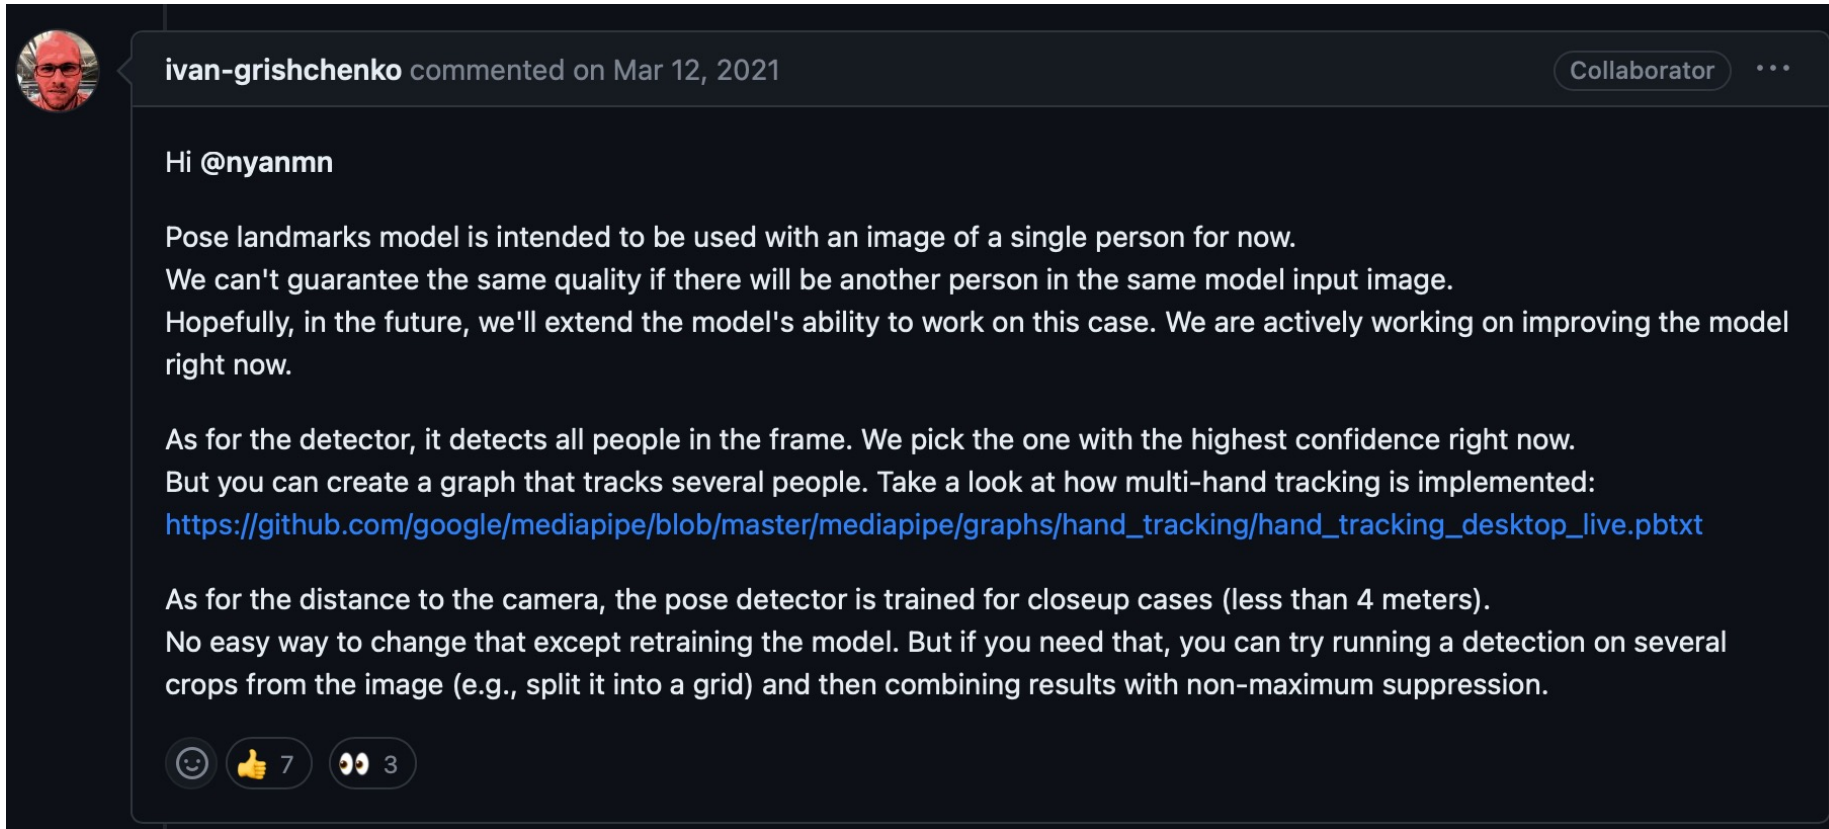 ivan-grishchenko commented on Mar 12, 2021
Collaborator
Hi @nyanmn
Pose landmarks model is intended to be used with an image of a single person for now.
We can't guarantee the same quality if there will be another person in the same model input image.
Hopefully, in the future, we'll extend the model's ability to work on this case. We are actively working on improving the model
right now.
As for the detector, it detects all people in the frame. We pick the one with the highest confidence right now.
But you can create a graph that tracks several people. Take a look at how multi-hand tracking is implemented:
https://github.com/google/mediapipe/blob/master/mediapipe/graphs/hand_tracking/hand_tracking_desktop_live.pbtxt
As for the distance to the camera, the pose detector is trained for closeup cases (less than 4 meters).
No easy way to change that except retraining the model. But if you need that, you can try running a detection on several
crops from the image (e.g., split it into a grid) and then combining results with non-maximum suppression.
👍 7
👀 3